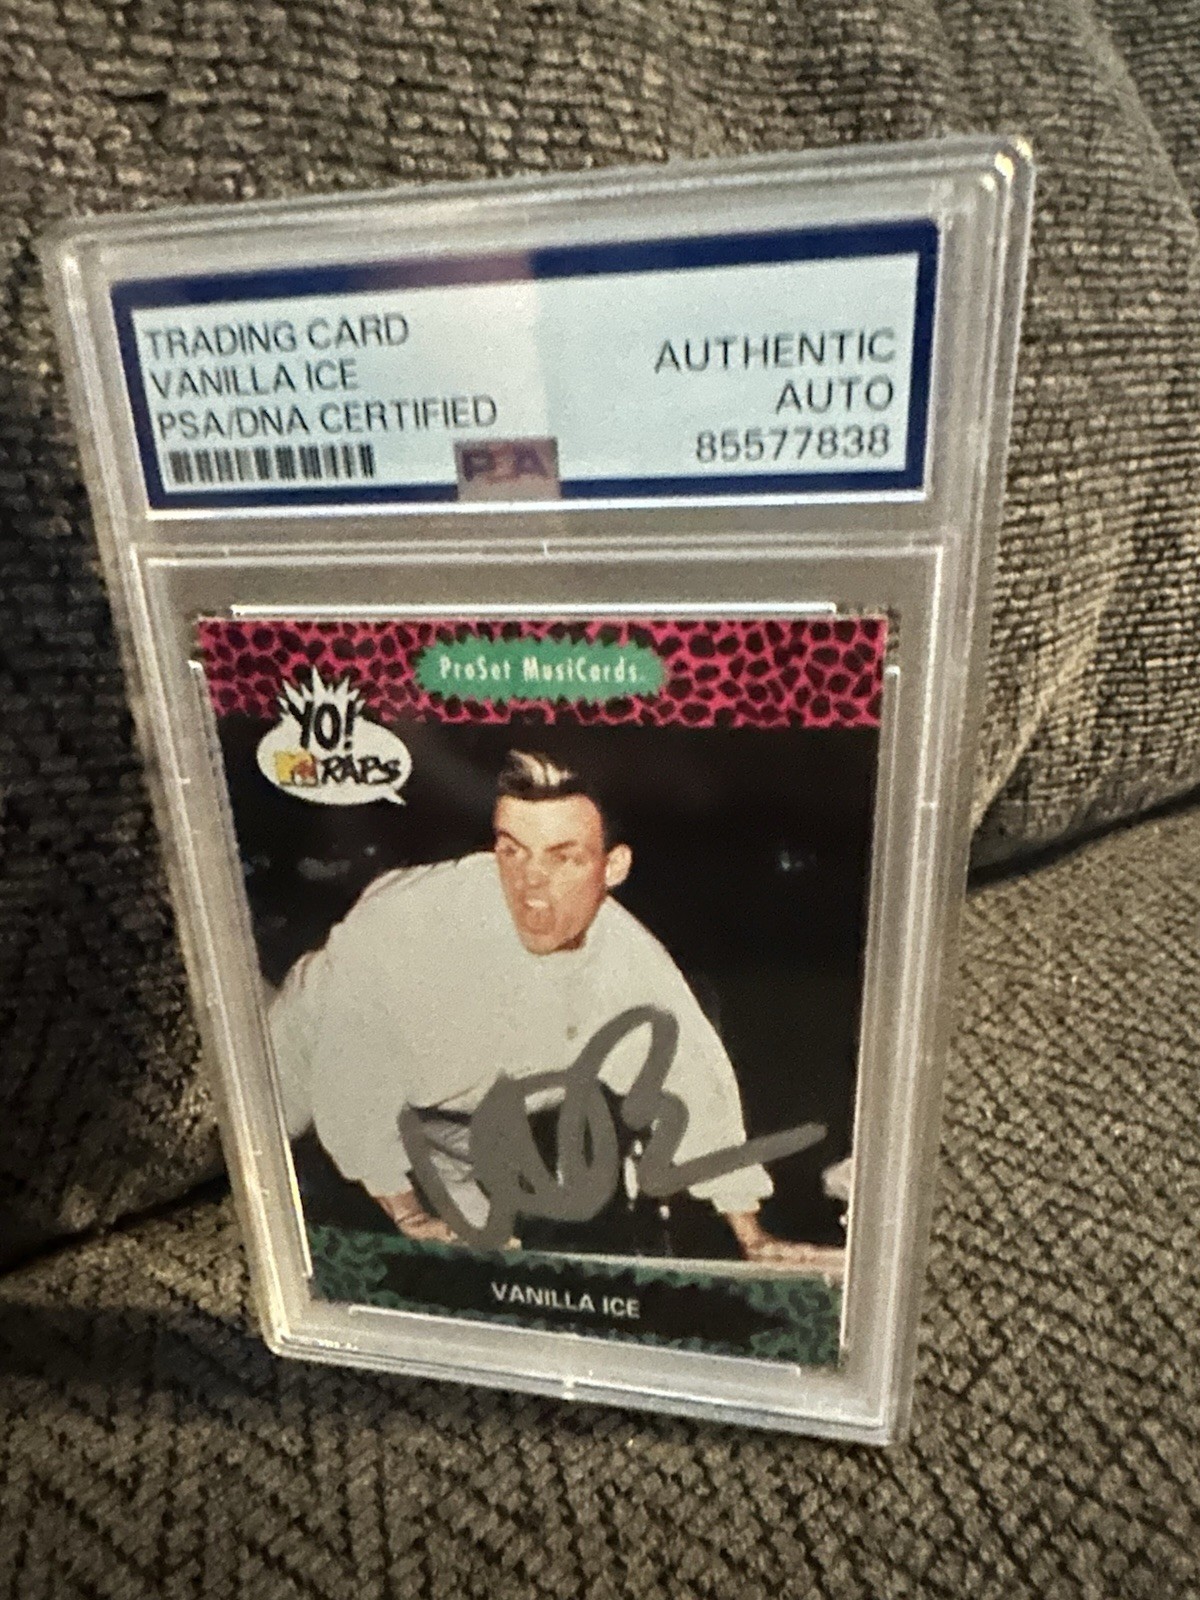 TRADING CARD
VANILLA ICE
PSA/DNA CERTIFIED
AUTHENTIC
AUTO
85577838
PSA
ProSet MusiCards
YO!
RAPS
VANILLA ICE